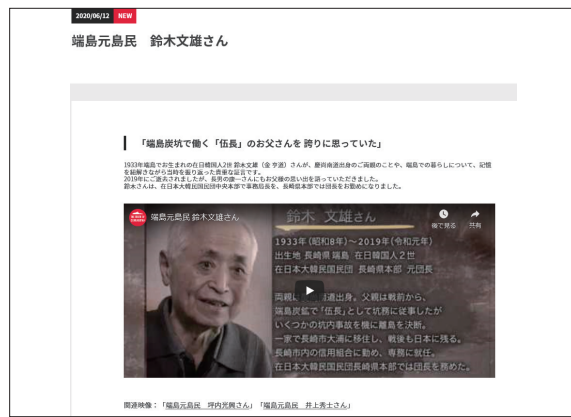 2020/06/12 NEW
端島元島民 鈴木文雄さん
「端島炭坑で働く「伍長」のお父さんを 誇りに思っていた」
1933年端島でお生まれの在日韓国人2世 鈴木文雄（金 亨道）さんが、慶尚南道出身のご両親のことや、端島での暮らしについて、記憶
を紐解きながら当時を振り返った貴重な証言です。
2019年にご逝去されましたが、長男の康一さんにもお父様の思い出を語っていただきました。
鈴木さんは、在日本大韓民国民団中央本部で事務局長を、長崎県本部では団長をお勤めになりました。
端島元島民 鈴木文雄さん
鈴木 文雄さん
後で見る 共有
1933年(昭和8年)～2019年(令和元年)
出生地 長崎県 端島 在日韓国人2世
在日本大韓民国民団 長崎県本部 元団長
両親は 道出身。父親は戦前から、
端島炭鉱で「伍長」として坑務に従事したが
いくつかの坑内事故を機に離島を決断。
一家で長崎市大浦に移住し、戦後も日本に残る。
長崎市内の信用組合に勤め、専務に就任。
在日本大韓民国民団長崎県本部では団長を務めた。
関連映像：「端島元島民 坪内光興さん」「端島元島民 井上秀士さん」